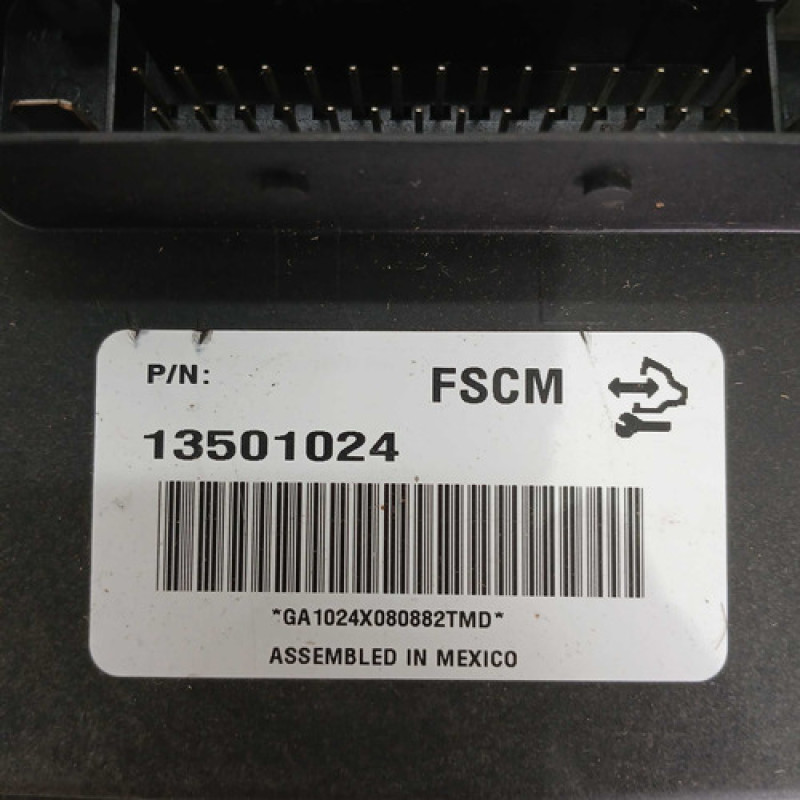 P/N: FSCM
13501024
*GA1024X080882TMD*
ASSEMBLED IN MEXICO